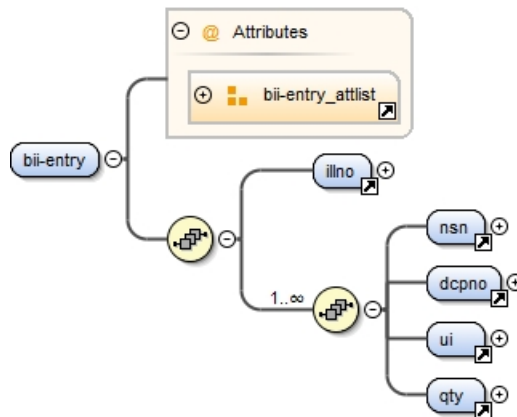 @ Attributes
bii-entry_attlist
bii-entry
illno
nsn
dcpno
1..∞
ui
qty